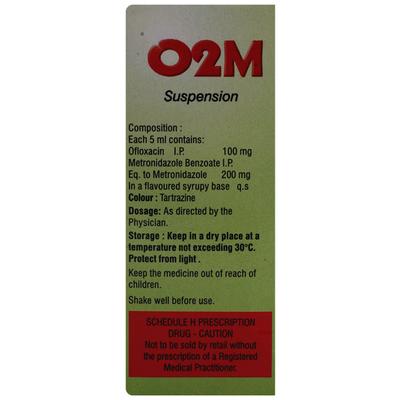 O2M
Suspension
Composition :
Each 5 ml contains:
Ofloxacin I.P. 100 mg
Metronidazole Benzoate I.P.
Eq. to Metronidazole 200 mg
In a flavoured syrupy base q.s
Colour : Tartrazine
Dosage: As directed by the
Physician.
Storage : Keep in a dry place at a
temperature not exceeding 30°C.
Protect from light .
Keep the medicine out of reach of
children.
Shake well before use.
SCHEDULE H PRESCRIPTION
DRUG - CAUTION
Not to be sold by retail without
the prescription of a Registered
Medical Practitioner.